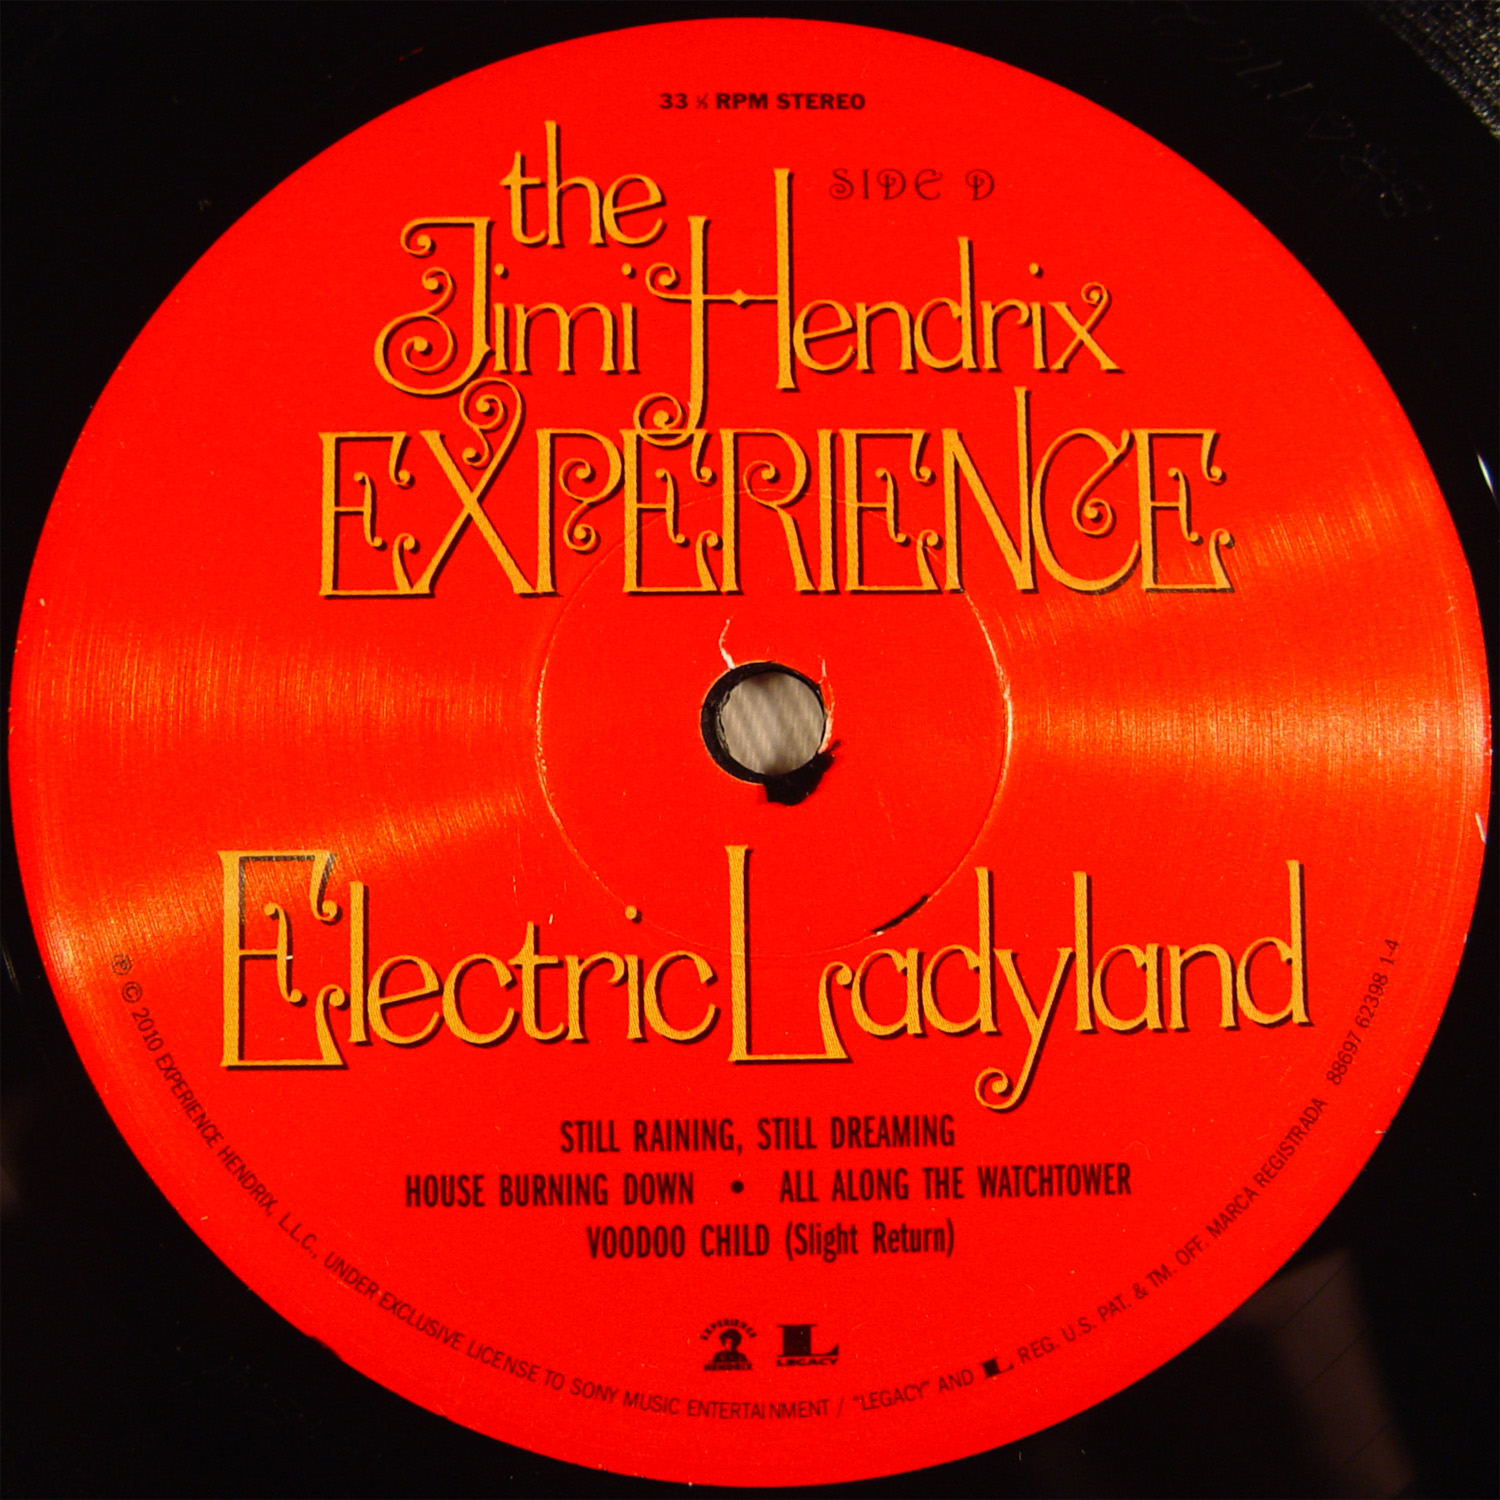 33 ⅓ RPM STEREO
SIDE D
the
Jimi Hendrix
EXPERIENCE
Electric Ladyland
STILL RAINING, STILL DREAMING
HOUSE BURNING DOWN • ALL ALONG THE WATCHTOWER
VOODOO CHILD (Slight Return)
EXPERIENCE
HENDRIX
L
LEGACY
℗ © 2010 EXPERIENCE HENDRIX, L.L.C., UNDER EXCLUSIVE LICENSE TO SONY MUSIC ENTERTAINMENT / "LEGACY" AND L REG. U.S. PAT. & TM. OFF. MARCA REGISTRADA 88697 62398 1-4